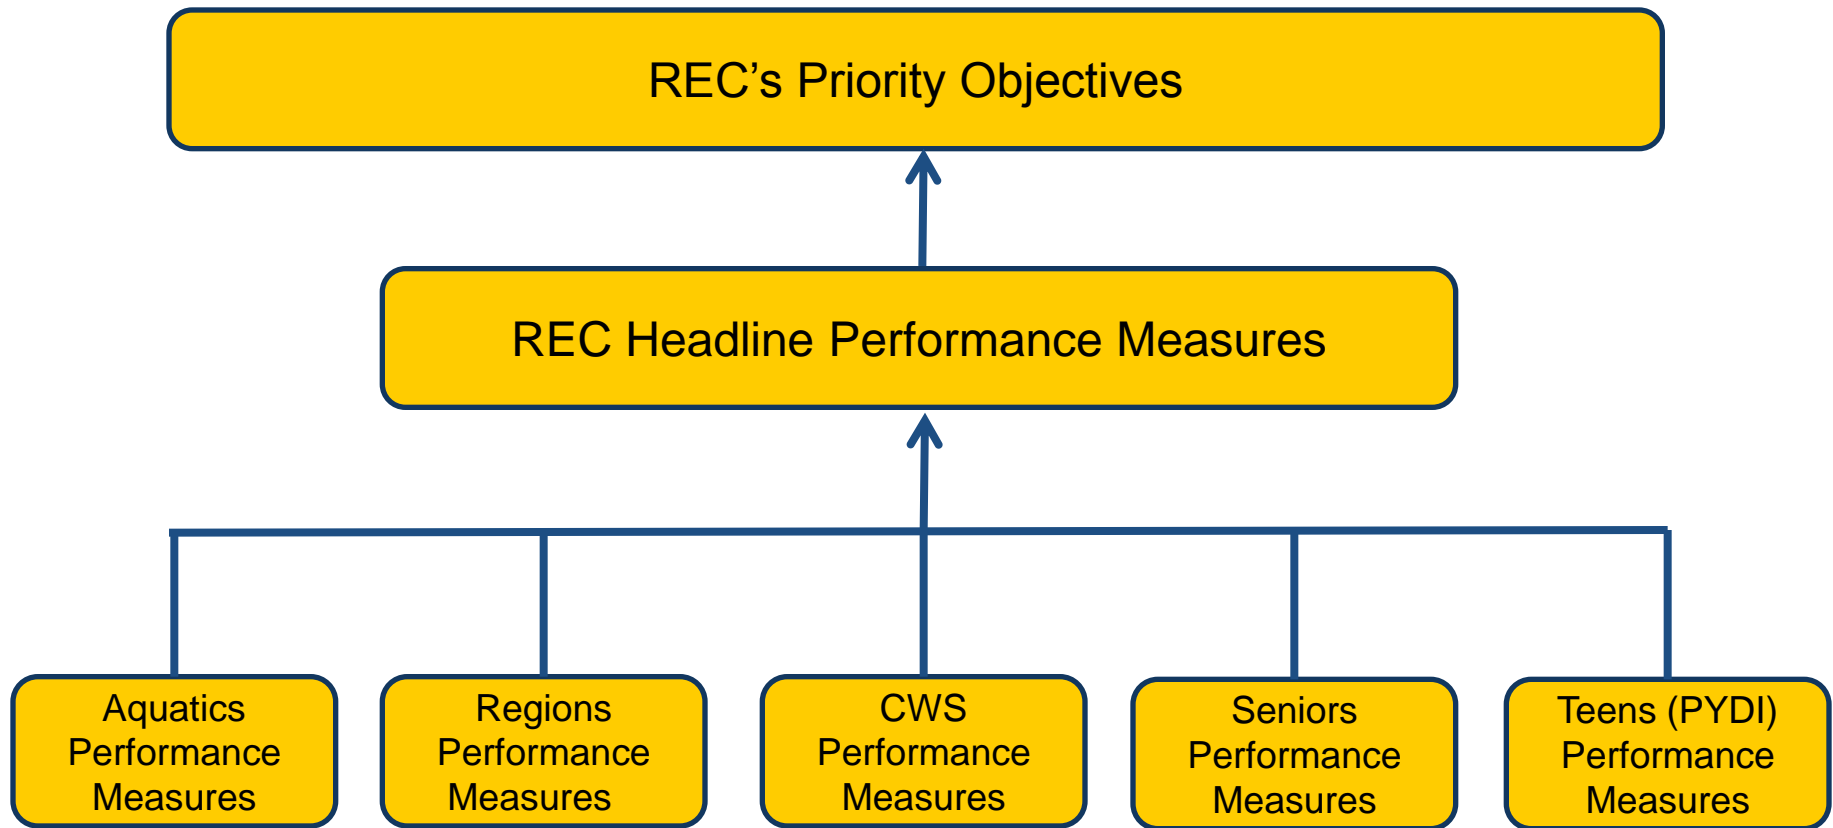 REC’s Priority Objectives
REC Headline Performance Measures
Aquatics
Performance
Measures
Regions
Performance
Measures
CWS
Performance
Measures
Seniors
Performance
Measures
Teens (PYDI)
Performance
Measures